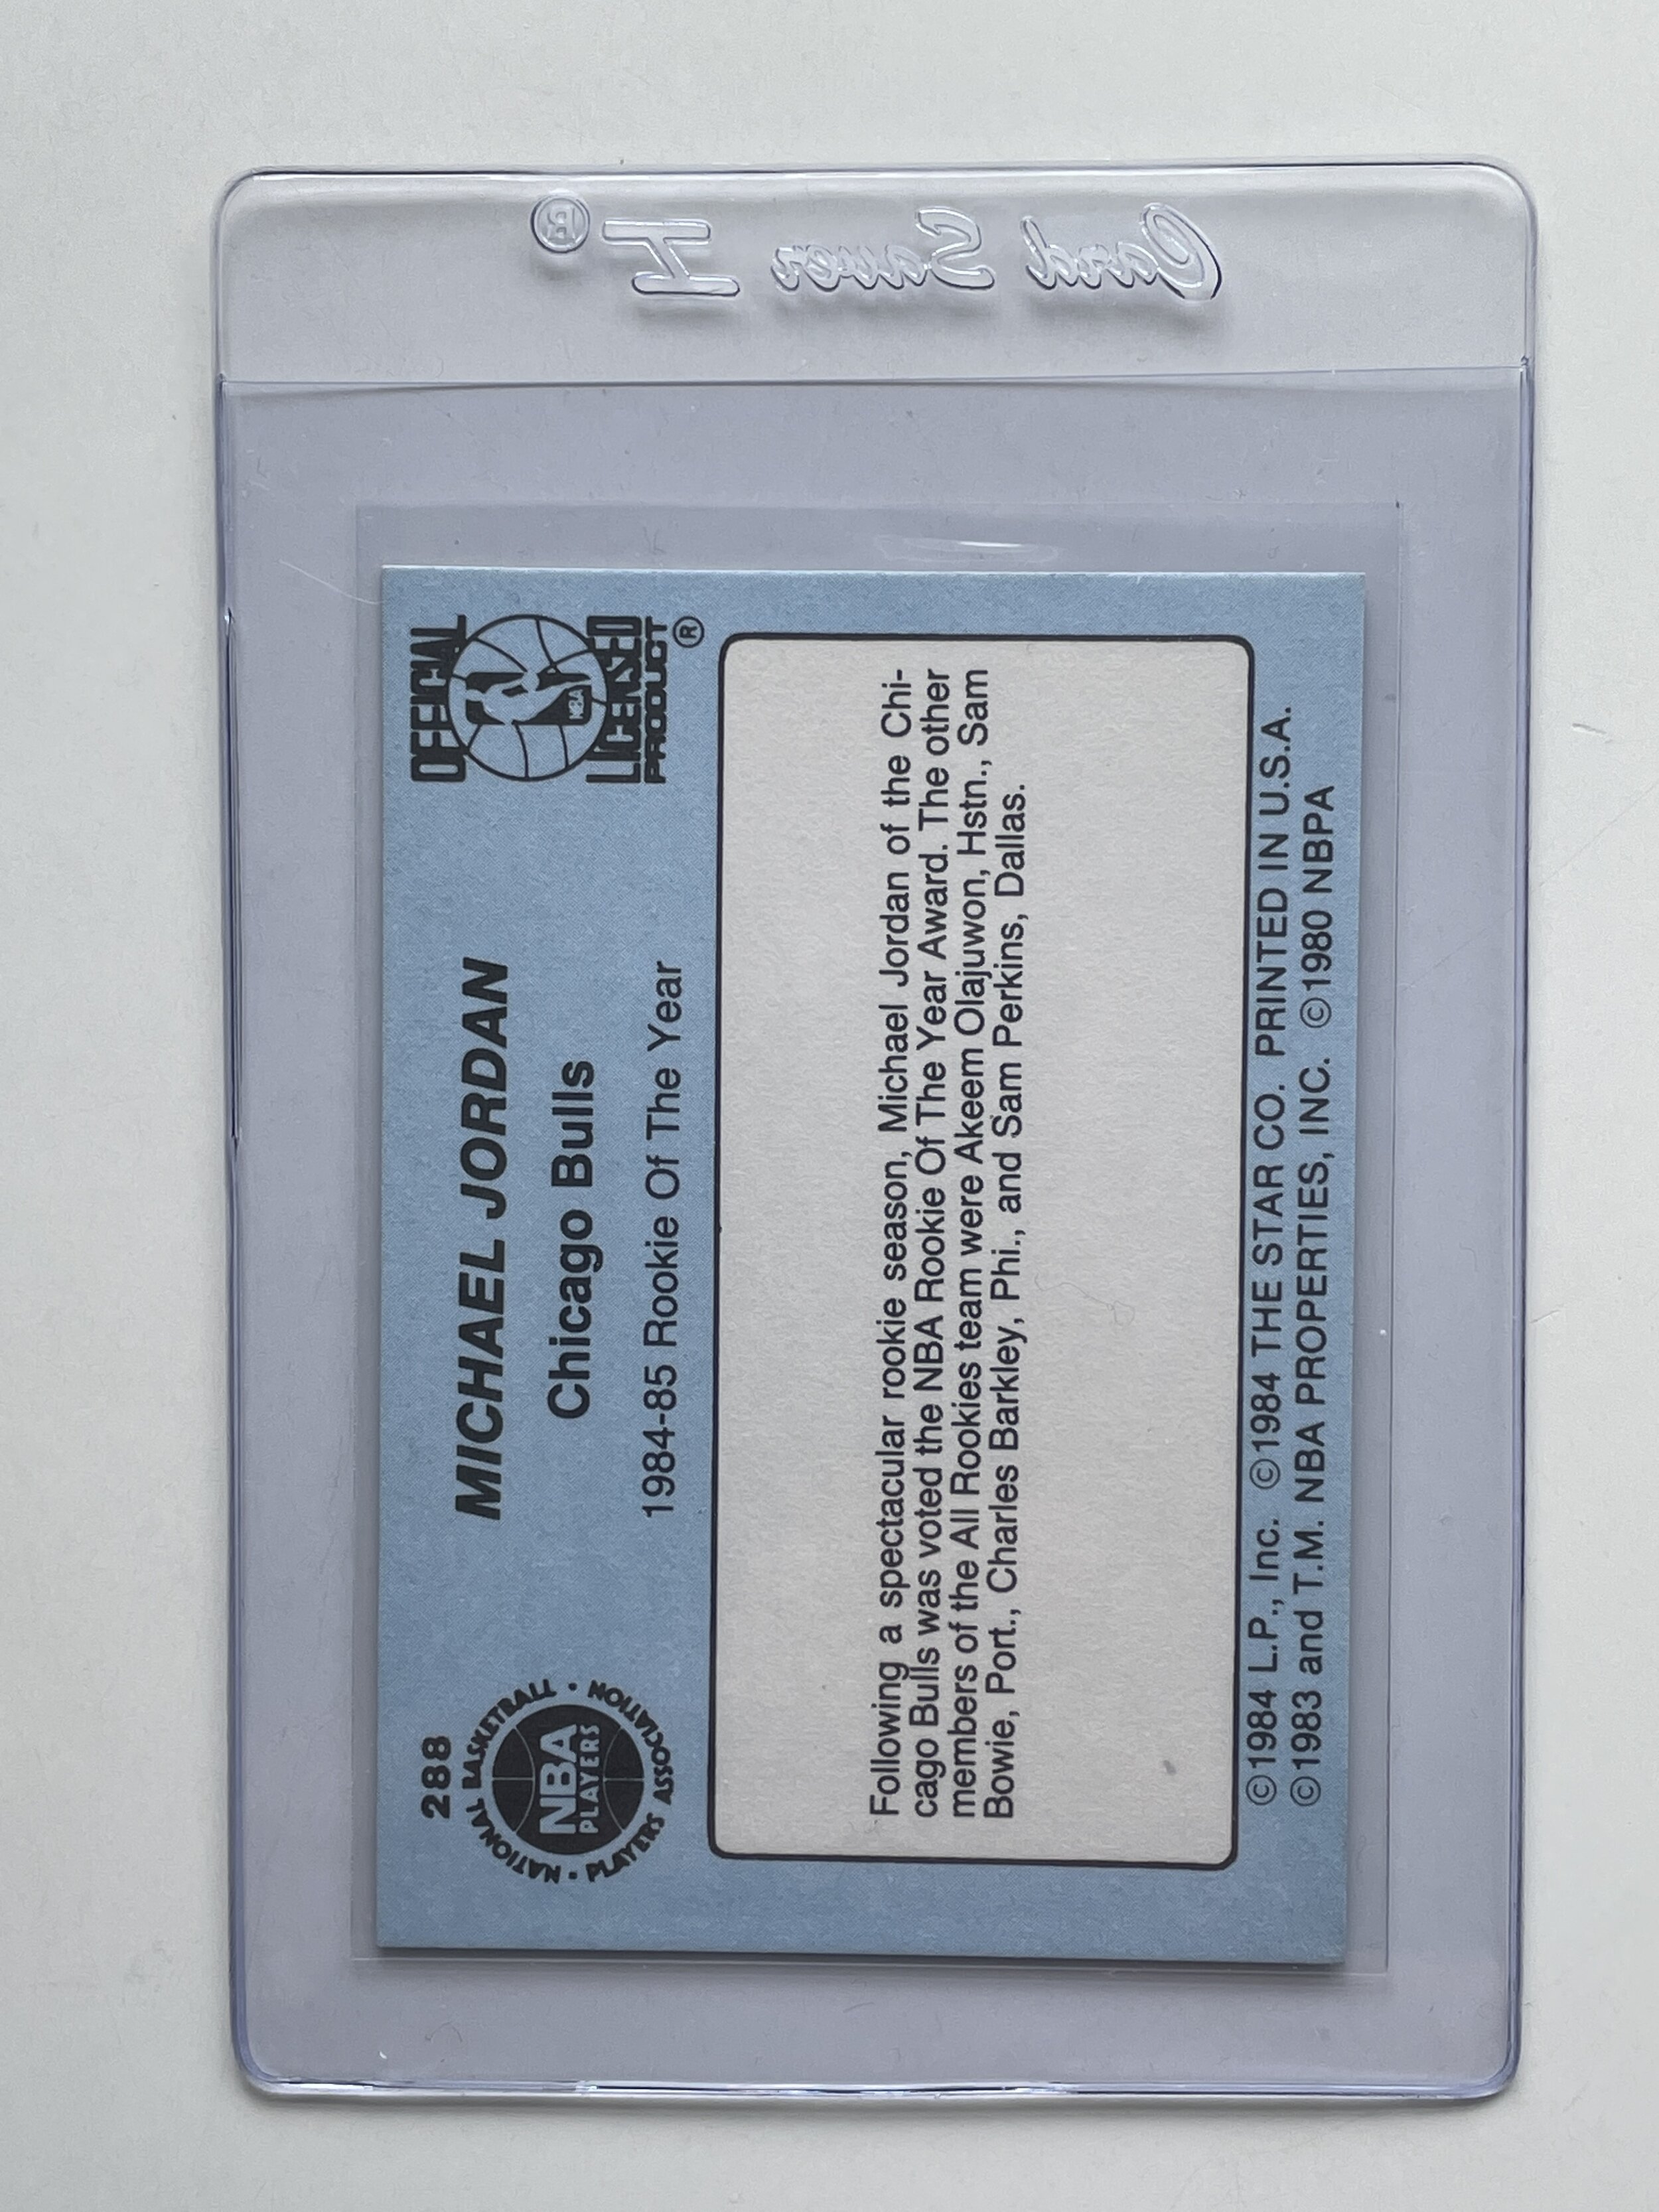 Card Saver II®
288
MICHAEL JORDAN
Chicago Bulls
1984-85 Rookie Of The Year
NATIONAL BASKETBALL • PLAYERS ASSOCIATION •
NBA
PLAYERS
OFFICIAL
NBA
LICENSED
PRODUCT
®
Following a spectacular rookie season, Michael Jordan of the Chi-
cago Bulls was voted the NBA Rookie Of The Year Award. The other
members of the All Rookies team were Akeem Olajuwon, Hstn., Sam
Bowie, Port., Charles Barkley, Phi., and Sam Perkins, Dallas.
©1984 L.P., Inc. ©1984 THE STAR CO. PRINTED IN U.S.A.
©1983 and T.M. NBA PROPERTIES, INC. ©1980 NBPA